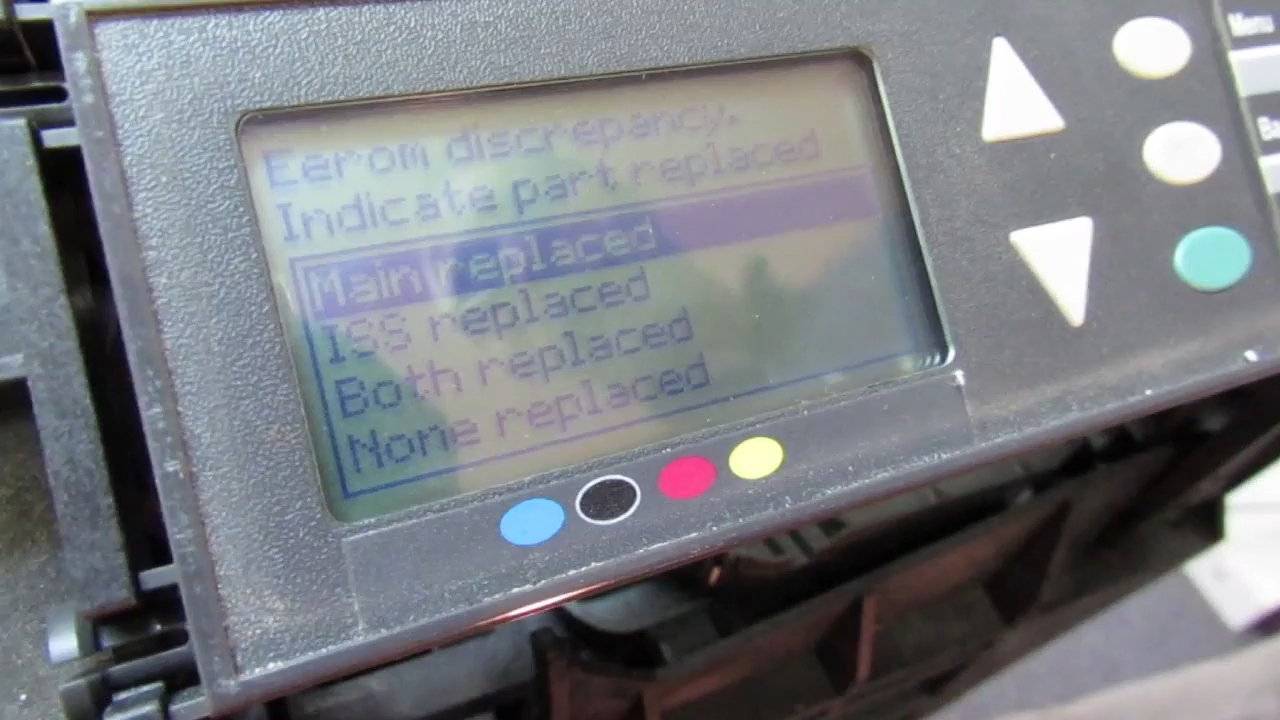 Eerom discrepancy.
Indicate part replaced
Main replaced
ISS replaced
Both replaced
None replaced
Menu